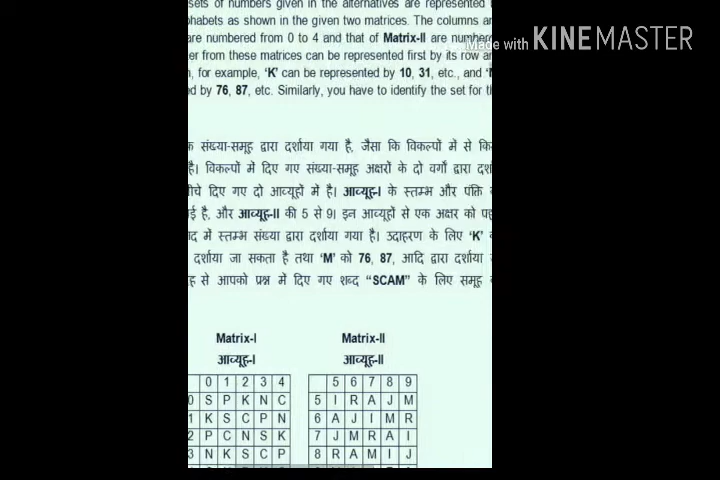 sets of numbers given in the alternatives are represented
phabets as shown in the given two matrices. The columns
are numbered from 0 to 4 and that of Matrix-II are
Made with KINEMASTER
from these matrices can be represented first by its row
for example, 'K' can be represented by 10, 31, etc., and
by 76, 87, etc. Similarly, you have to identify the set for
संख्या-समूह द्वारा दर्शाया गया है, जैसा कि विकल्पों में से
है। विकल्पों में दिए गए संख्या-समूह अक्षरों के दो वर्गों द्वारा
दिए गए दो आव्यूहों में है। आव्यूह-I के स्तम्भ और पंक्ति
है, और आव्यूह-II की 5 से 9। इन आव्यूहों से एक अक्षर को
में स्तम्भ संख्या द्वारा दर्शाया गया है। उदाहरण के लिए 'K'
दर्शाया जा सकता है तथा 'M' को 76, 87, आदि द्वारा दर्शाया
से आपको प्रश्न में दिए गए शब्द "SCAM" के लिए समूह
Matrix-I Matrix-II
आव्यूह-I आव्यूह-II
0 1 2 3 4 5 6 7 8 9
0 S P K N C 5 I R A J M
1 K S C P N 6 A J I M R
2 P C N S K 7 J M R A I
3 N K S C P 8 R A M I J